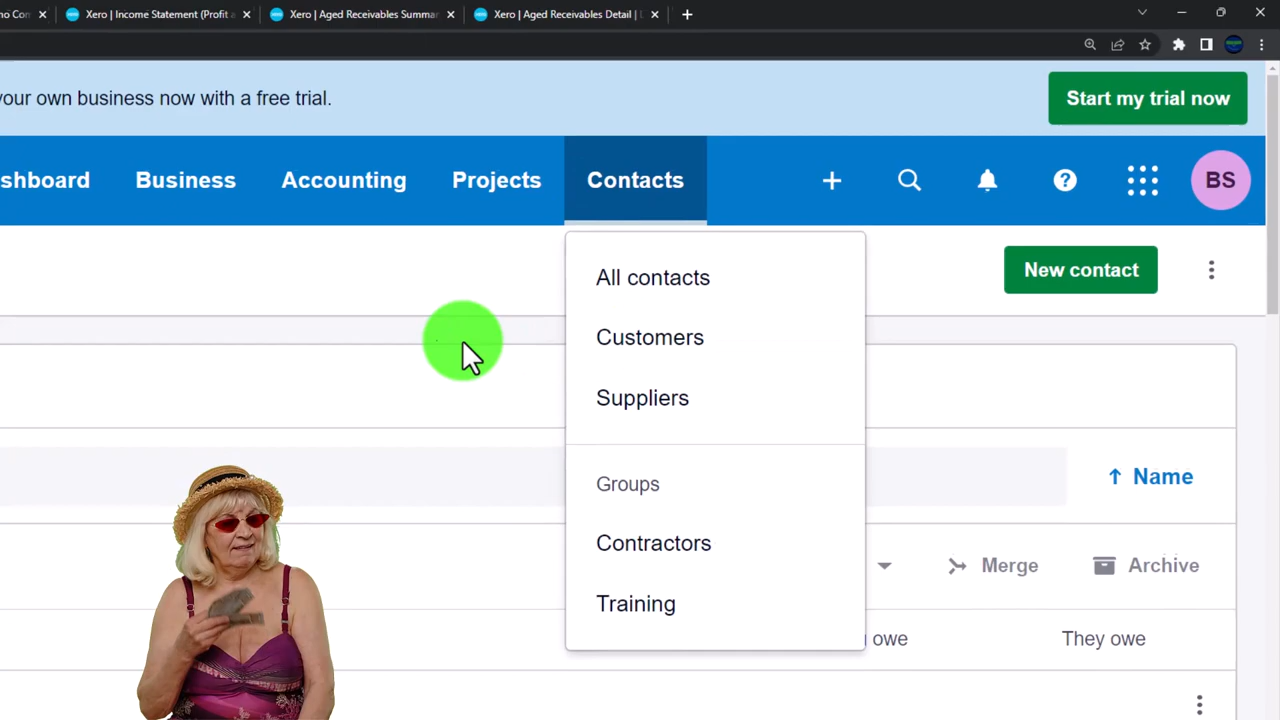 Xero | Income Statement (Profit a
Xero | Aged Receivables Summar
Xero | Aged Receivables Detail |
your own business now with a free trial.
Start my trial now
shboard
Business
Accounting
Projects
Contacts
BS
All contacts
Customers
Suppliers
Groups
Contractors
Training
New contact
Name
Merge
Archive
owe
They owe